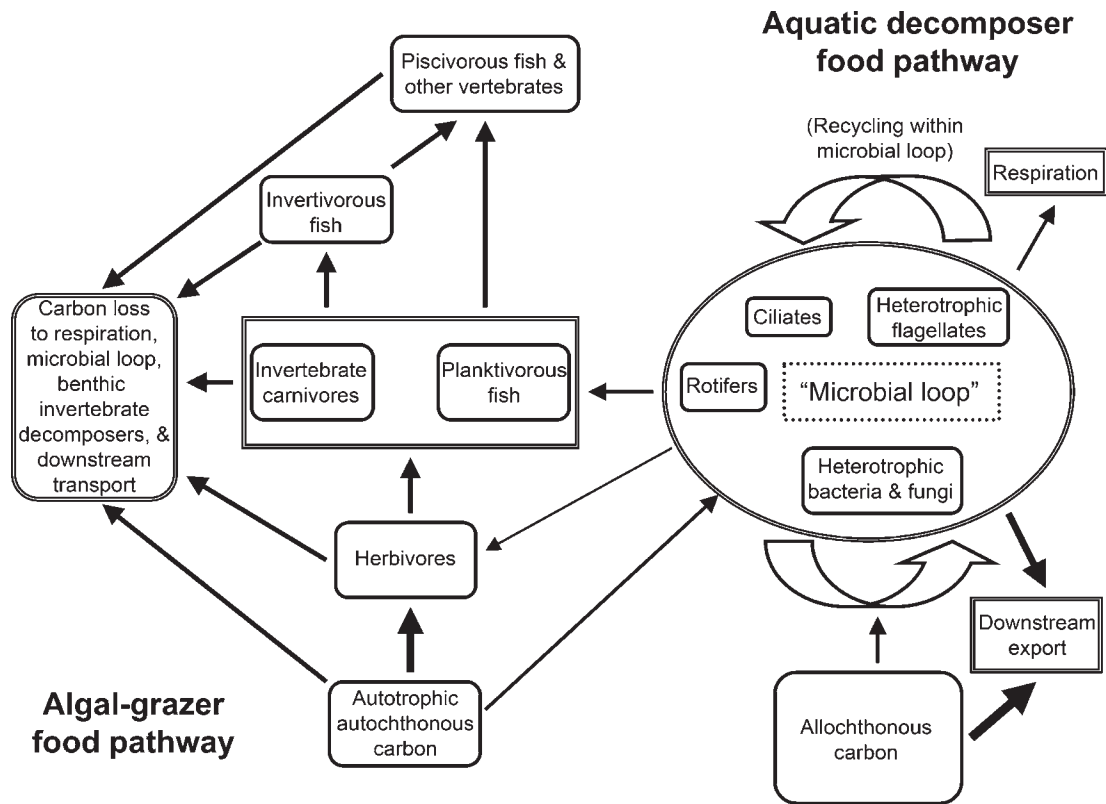 Aquatic decomposer
food pathway
Piscivorous fish &
other vertebrates
(Recycling within
microbial loop)
Respiration
Invertivorous
fish
Carbon loss
to respiration,
microbial loop,
benthic
invertebrate
decomposers, &
downstream
transport
Invertebrate
carnivores
Planktivorous
fish
Ciliates
Heterotrophic
flagellates
Rotifers
“Microbial loop”
Heterotrophic
bacteria & fungi
Herbivores
Downstream
export
Algal-grazer
food pathway
Autotrophic
autochthonous
carbon
Allochthonous
carbon